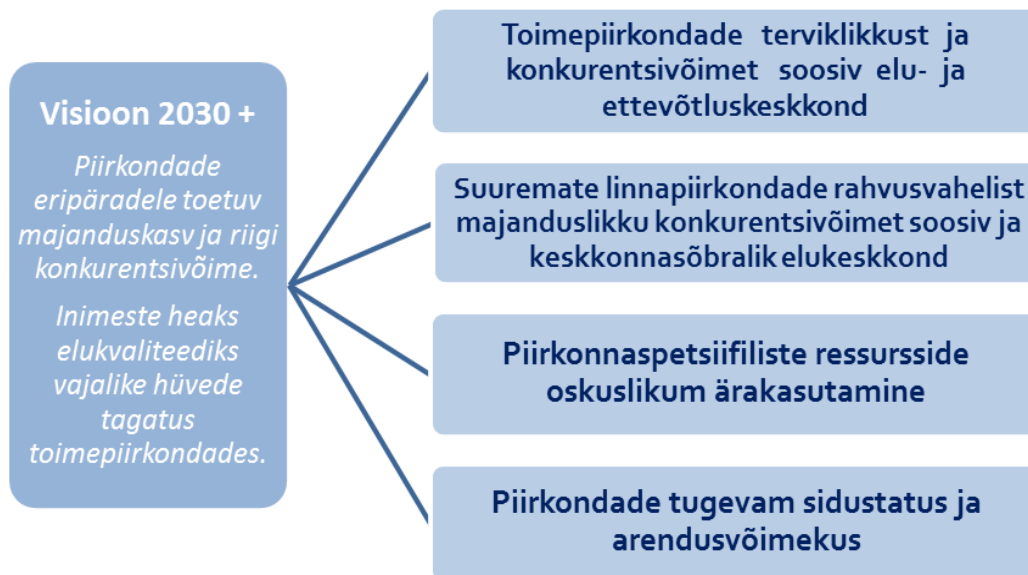 Visioon 2030 +
Piirkondade
eripäradele toetuv
majanduskasv ja riigi
konkurentsivõime.
Inimeste heaks
elukvaliteediks
vajalike hüvede
tagatus
toimepiirkondades.
Toimepiirkondade terviklikkust ja
konkurentsivõimet soosiv elu- ja
ettevõtluskeskkond
Suuremate linnapiirkondade rahvusvahelist
majanduslikku konkurentsivõimet soosiv ja
keskkonnasõbralik elukeskkond
Piirkonnaspetsiifiliste ressursside
oskuslikum ärakasutamine
Piirkondade tugevam sidustatus ja
arendusvõimekus